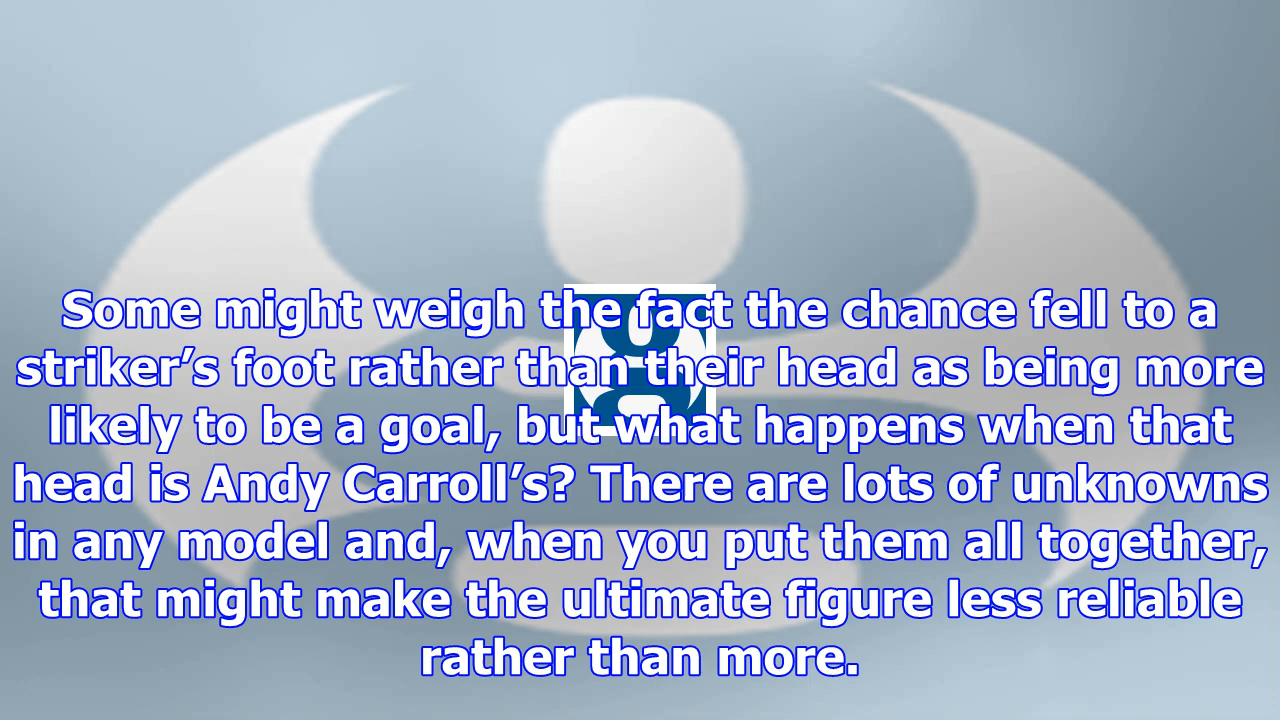 Some might weigh the fact the chance fell to a
striker’s foot rather than their head as being more
likely to be a goal, but what happens when that
head is Andy Carroll’s? There are lots of unknowns
in any model and, when you put them all together,
that might make the ultimate figure less reliable
rather than more.